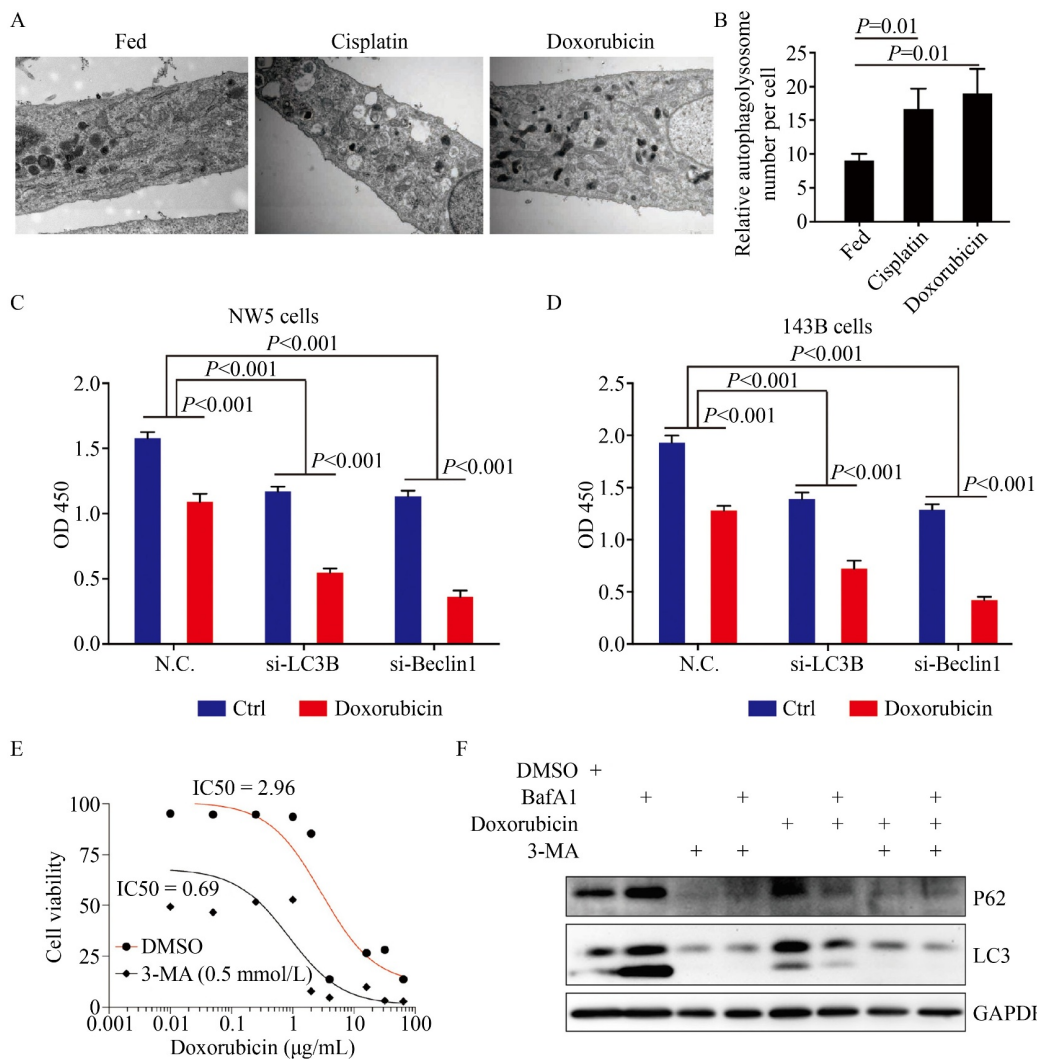 A
Fed
Cisplatin
Doxorubicin
B
P=0.01
P=0.01
Relative autophagolysosome
number per cell
25
20
15
10
5
0
Fed
Cisplatin
Doxorubicin
C
NW5 cells
P<0.001
P<0.001
P<0.001
P<0.001
P<0.001
OD 450
2.0
1.5
1.0
0.5
0.0
N.C.
si-LC3B
si-Beclin1
Ctrl
Doxorubicin
D
143B cells
P<0.001
P<0.001
P<0.001
P<0.001
P<0.001
OD 450
2.5
2.0
1.5
1.0
0.5
0.0
N.C.
si-LC3B
si-Beclin1
Ctrl
Doxorubicin
E
IC50 = 2.96
IC50 = 0.69
Cell viability
100
75
50
25
0
DMSO
3-MA (0.5 mmol/L)
0.001
0.01
0.1
1
10
100
Doxorubicin (μg/mL)
F
DMSO +
BafA1 + + + +
Doxorubicin + + + +
3-MA + + + +
P62
LC3
GAPDH